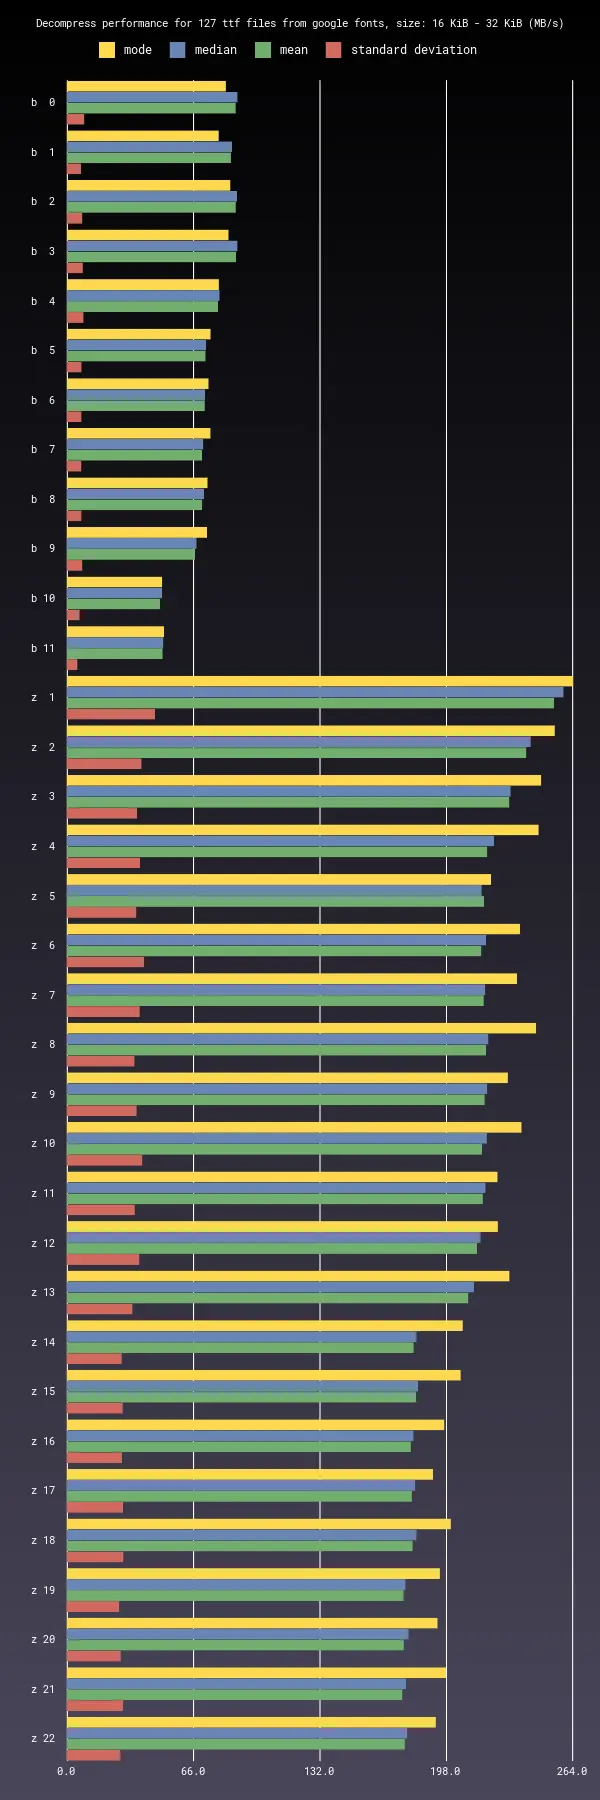 Decompress performance for 127 ttf files from google fonts, size: 16 KiB - 32 KiB (MB/s)
mode median mean standard deviation
b 0
b 1
b 2
b 3
b 4
b 5
b 6
b 7
b 8
b 9
b 10
b 11
z 1
z 2
z 3
z 4
z 5
z 6
z 7
z 8
z 9
z 10
z 11
z 12
z 13
z 14
z 15
z 16
z 17
z 18
z 19
z 20
z 21
z 22
0.0 66.0 132.0 198.0 264.0